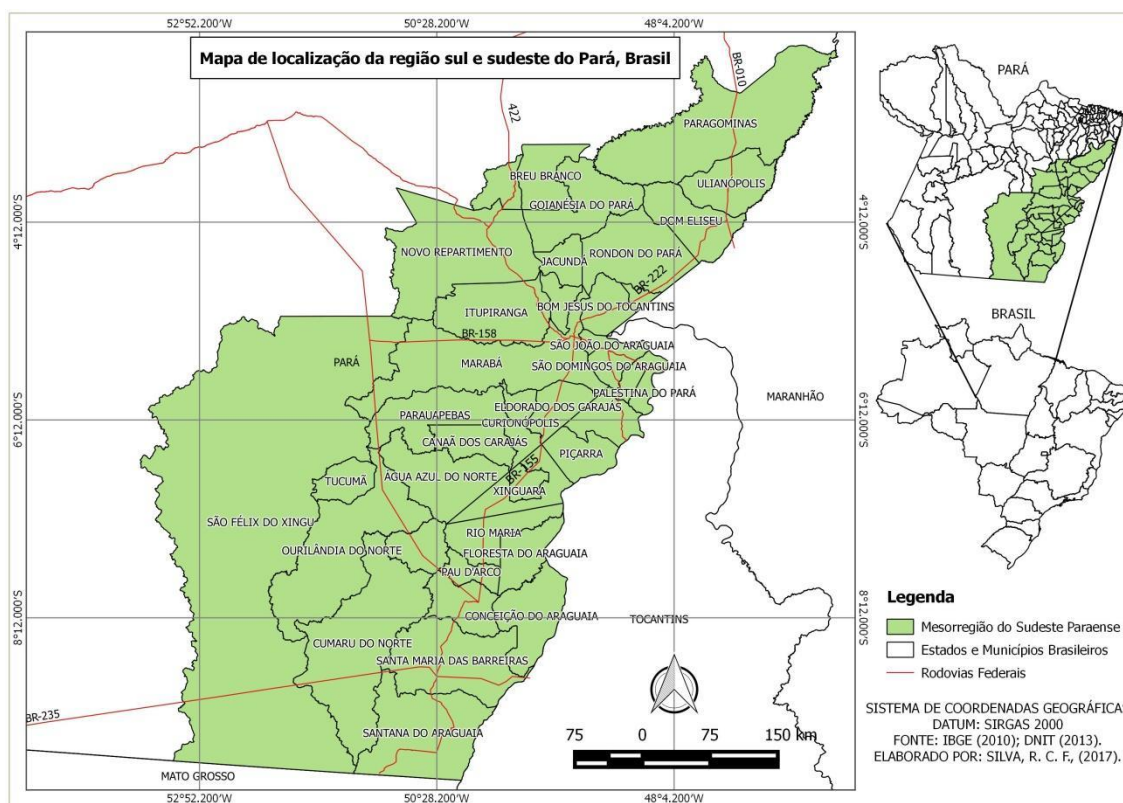 52°52.200'W 50°28.200'W 48°4.200'W
Mapa de localização da região sul e sudeste do Pará, Brasil
BR-010
422
PARAGOMINAS
BREU BRANCO
ULIANÓPOLIS
GOIANÉSIA DO PARÁ
DOM ELISEU
4°12.000'S 4°12.000'S
NOVO REPARTIMENTO
RONDON DO PARÁ
JACUNDÁ
BR-222
BOM JESUS DO TOCANTINS
ITUPIRANGA
BR-158
SÃO JOÃO DO ARAGUAIA
PARÁ
MARABÁ
SÃO DOMINGOS DO ARAGUAIA
PALESTINA DO PARÁ
MARANHÃO
ELDORADO DOS CARAJÁS
PARAUAPEBAS
6°12.000'S 6°12.000'S
CURIONÓPOLIS
CANAÃ DOS CARAJÁS
PIÇARRA
BR-155
ÁGUA AZUL DO NORTE
TUCUMÃ
XINGUARA
SÃO FÉLIX DO XINGU
RIO MARIA
OURILÂNDIA DO NORTE
FLORESTA DO ARAGUAIA
PAU D'ARCO
8°12.000'S 8°12.000'S
CONCEIÇÃO DO ARAGUAIA
TOCANTINS
CUMARU DO NORTE
SANTA MARIA DAS BARREIRAS
BR-235
SANTANA DO ARAGUAIA
75 0 75 150 km
MATO GROSSO
52°52.200'W 50°28.200'W 48°4.200'W
PARÁ
BRASIL
Legenda
Mesorregião do Sudeste Paraense
Estados e Municípios Brasileiros
Rodovias Federais
SISTEMA DE COORDENADAS GEOGRÁFICA
DATUM: SIRGAS 2000
FONTE: IBGE (2010); DNIT (2013).
ELABORADO POR: SILVA, R. C. F., (2017).